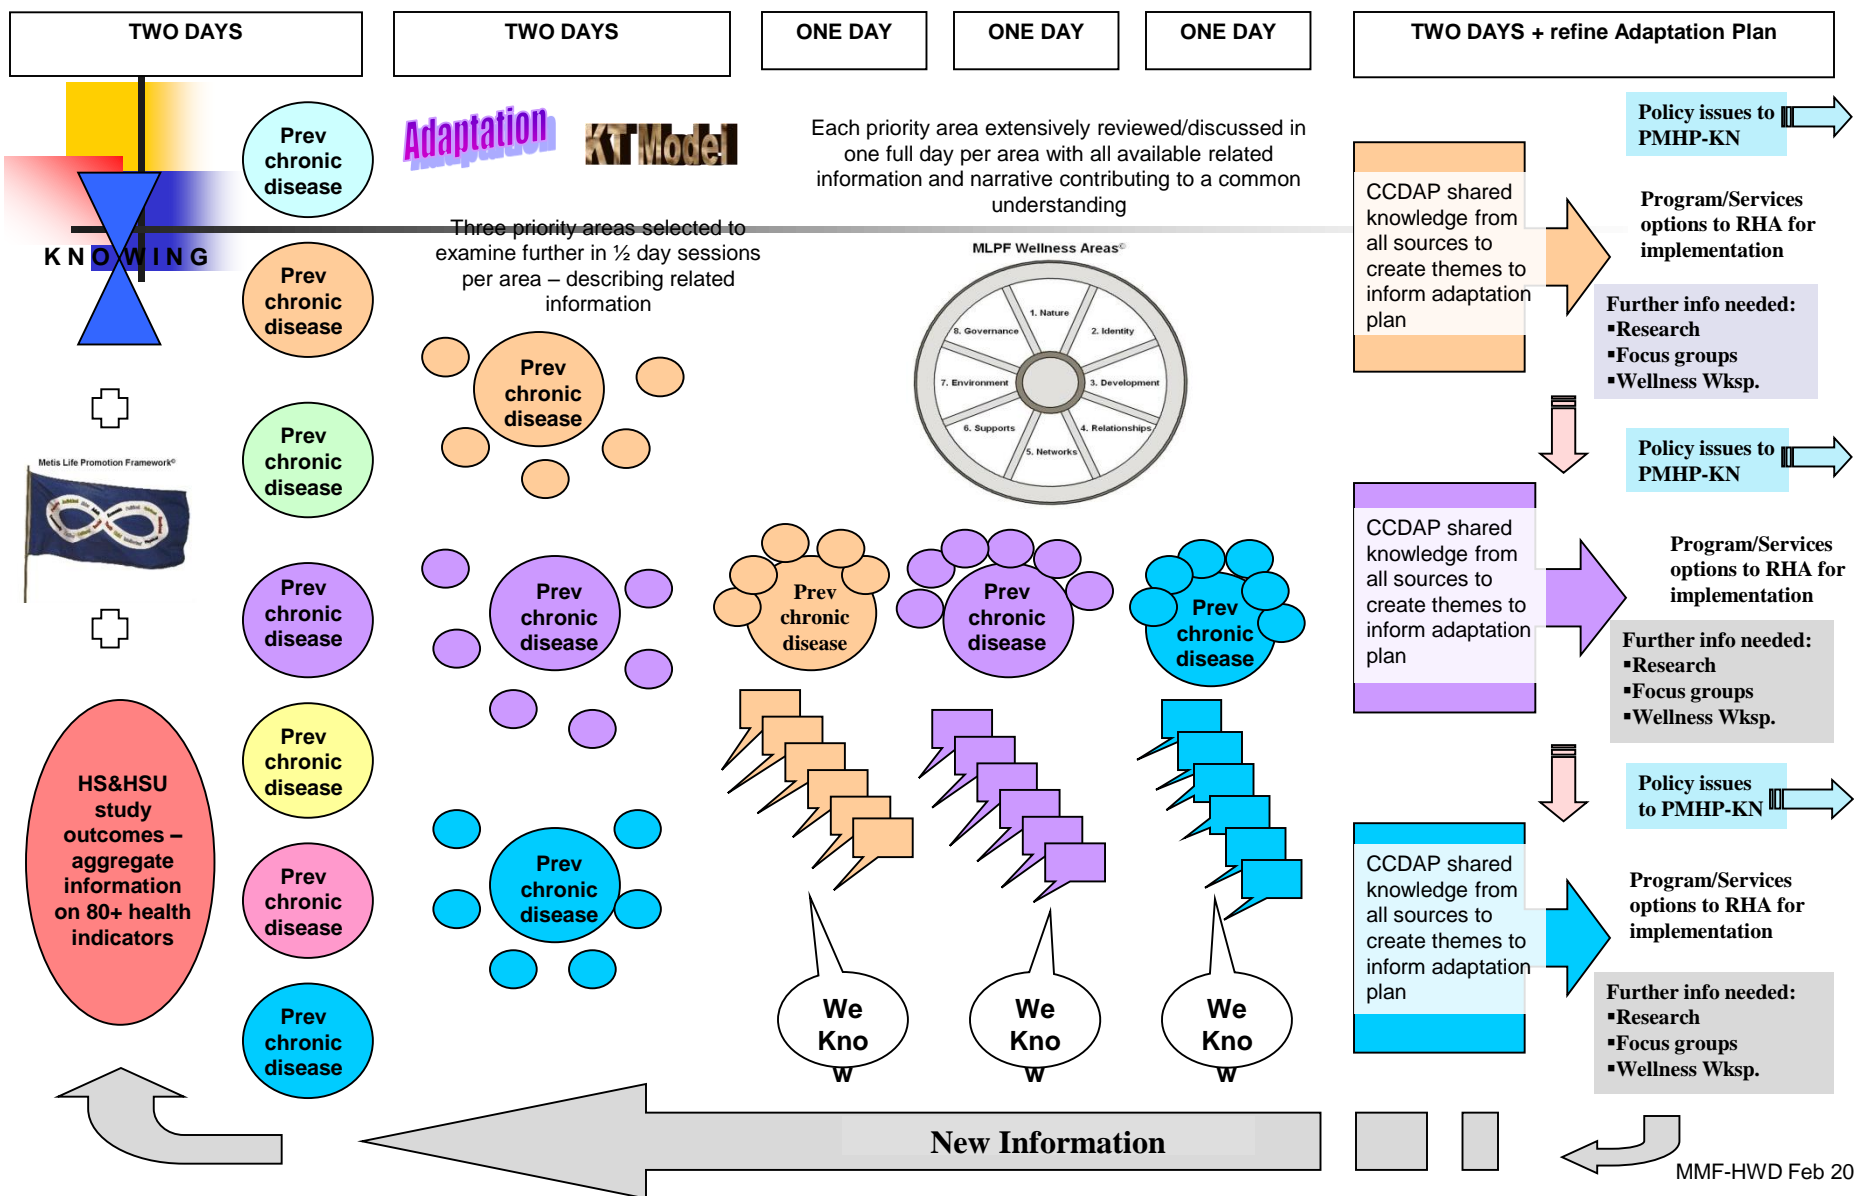 TWO DAYS
TWO DAYS
ONE DAY
ONE DAY
ONE DAY
TWO DAYS + refine Adaptation Plan
KNOWING
Metis Life Promotion Framework©
HS&HSU
study
outcomes –
aggregate
information
on 80+ health
indicators
Prev
chronic
disease
Prev
chronic
disease
Prev
chronic
disease
Prev
chronic
disease
Prev
chronic
disease
Prev
chronic
disease
Prev
chronic
disease
Adaptation
KT Model
Three priority areas selected to
examine further in ½ day sessions
per area – describing related
information
Prev
chronic
disease
Prev
chronic
disease
Prev
chronic
disease
Each priority area extensively reviewed/discussed in
one full day per area with all available related
information and narrative contributing to a common
understanding
MLPF Wellness Areas©
1. Nature
2. Identity
3. Development
4. Relationships
5. Networks
6. Supports
7. Environment
8. Governance
Prev
chronic
disease
Prev
chronic
disease
Prev
chronic
disease
We
Kno
w
We
Kno
w
We
Kno
w
CCDAP shared
knowledge from
all sources to
create themes to
inform adaptation
plan
Policy issues to
PMHP-KN
Program/Services
options to RHA for
implementation
Further info needed:
▪Research
▪Focus groups
▪Wellness Wksp.
CCDAP shared
knowledge from
all sources to
create themes to
inform adaptation
plan
Policy issues to
PMHP-KN
Program/Services
options to RHA for
implementation
Further info needed:
▪Research
▪Focus groups
▪Wellness Wksp.
CCDAP shared
knowledge from
all sources to
create themes to
inform adaptation
plan
Policy issues
to PMHP-KN
Program/Services
options to RHA for
implementation
Further info needed:
▪Research
▪Focus groups
▪Wellness Wksp.
New Information
MMF-HWD Feb 20